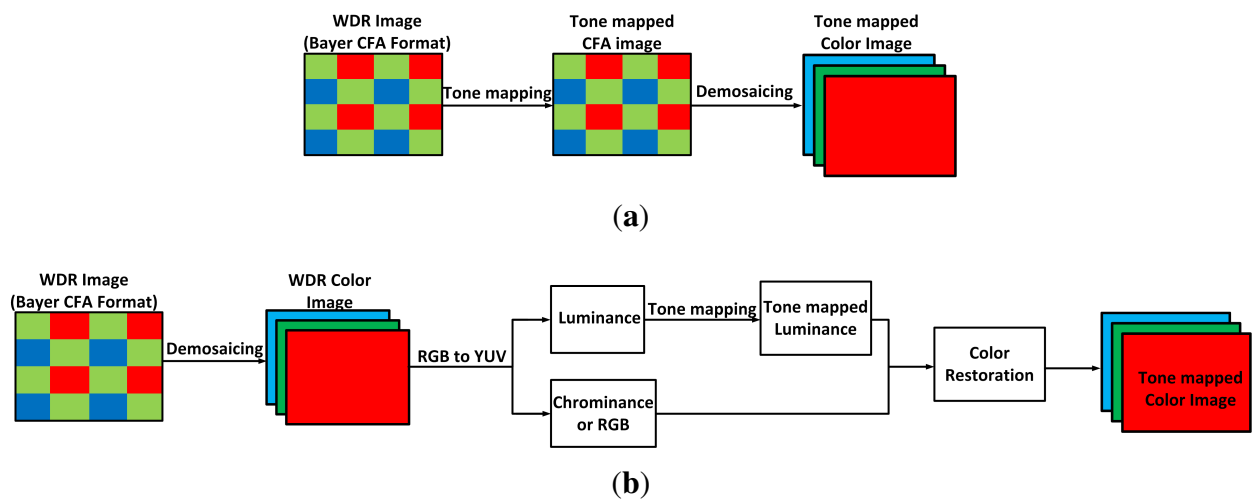 WDR Image
(Bayer CFA Format)
Tone mapping
Tone mapped
CFA image
Demosaicing
Tone mapped
Color Image
(a)
WDR Image
(Bayer CFA Format)
Demosaicing
WDR Color
Image
RGB to YUV
Luminance
Tone mapping
Tone mapped
Luminance
Chrominance
or RGB
Color
Restoration
Tone mapped
Color Image
(b)